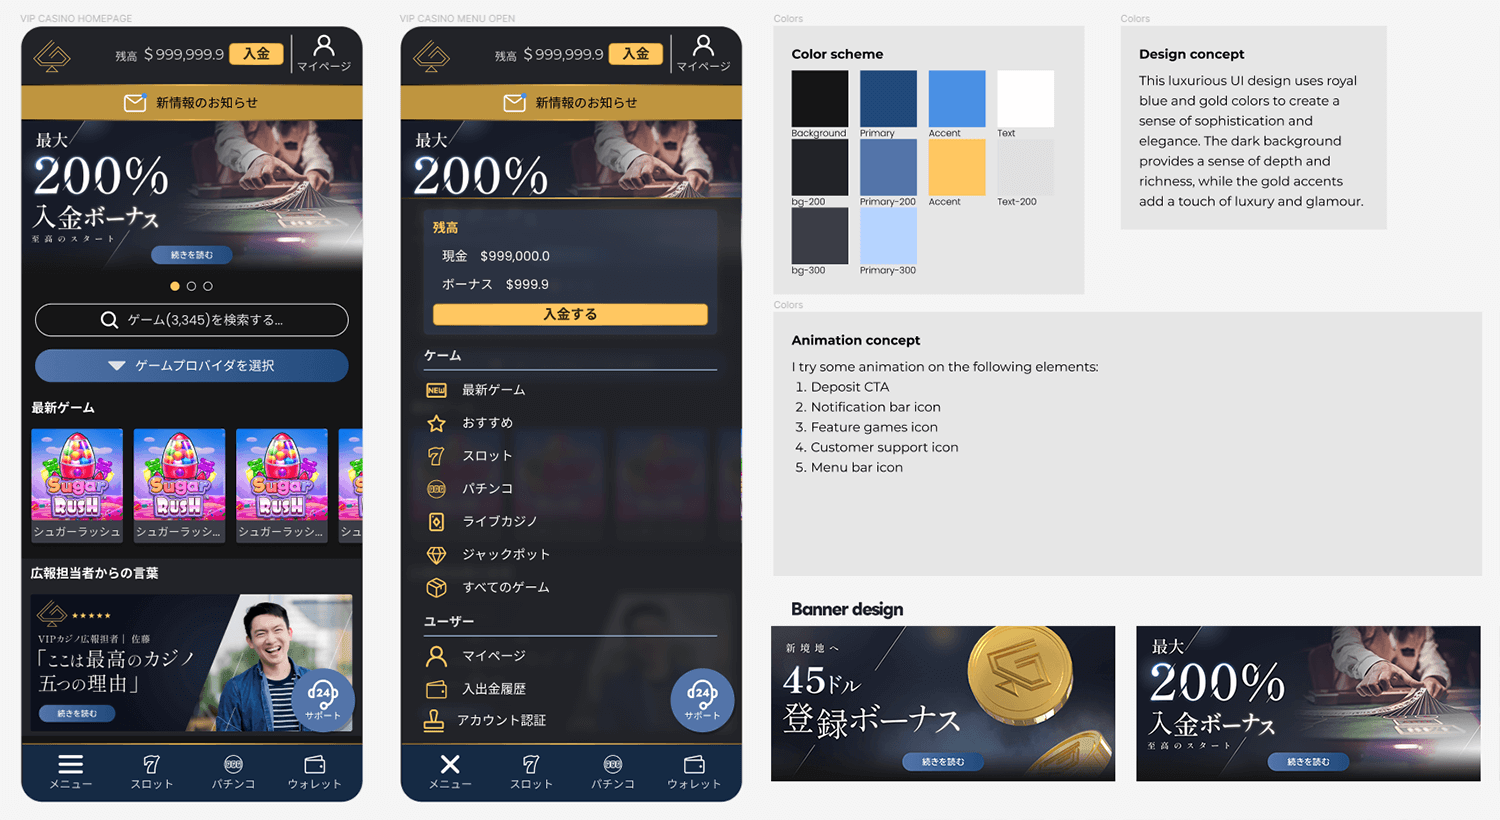 VIP CASINO HOMEPAGE
残高 $ 999,999.9 入金
マイページ
新情報のお知らせ
最大
200%
入金ボーナス
至高のスタート
続きを読む
ゲーム(3,345)を検索する...
ゲームプロバイダを選択
最新ゲーム
Sugar RUSH
Sugar RUSH
Sugar RUSH
シュガーラッシュ
シュガーラッシ...
シュガーラッシ...
シュ
広報担当者からの言葉
VIPカジノ広報担当者｜ 佐藤
「ここは最高のカジノ
五つの理由」
続きを読む
24
サポート
メニュー
スロット
パチンコ
ウォレット
VIP CASINO MENU OPEN
残高 $ 999,999.9 入金
マイページ
新情報のお知らせ
最大
200%
残高
現金 $999,000.0
ボーナス $999.9
入金する
ゲーム
NEW 最新ゲーム
おすすめ
スロット
パチンコ
ライブカジノ
ジャックポット
すべてのゲーム
ユーザー
マイページ
入出金履歴
アカウント認証
24
サポート
メニュー
スロット
パチンコ
ウォレット
Colors
Color scheme
Background
Primary
Accent
Text
bg-200
Primary-200
Accent
Text-200
bg-300
Primary-300
Colors
Design concept
This luxurious UI design uses royal
blue and gold colors to create a
sense of sophistication and
elegance. The dark background
provides a sense of depth and
richness, while the gold accents
add a touch of luxury and glamour.
Colors
Animation concept
I try some animation on the following elements:
1. Deposit CTA
2. Notification bar icon
3. Feature games icon
4. Customer support icon
5. Menu bar icon
Banner design
新境地へ
45ドル
登録ボーナス
続きを読む
最大
200%
入金ボーナス
至高のスタート
続きを読む